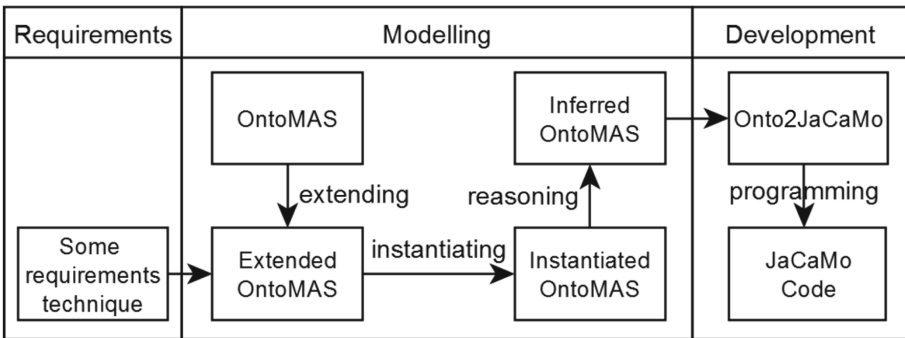 Requirements
Modelling
Development
OntoMAS
Inferred
OntoMAS
Onto2JaCaMo
extending
reasoning
programming
Some
requirements
technique
Extended
OntoMAS
instantiating
Instantiated
OntoMAS
JaCaMo
Code